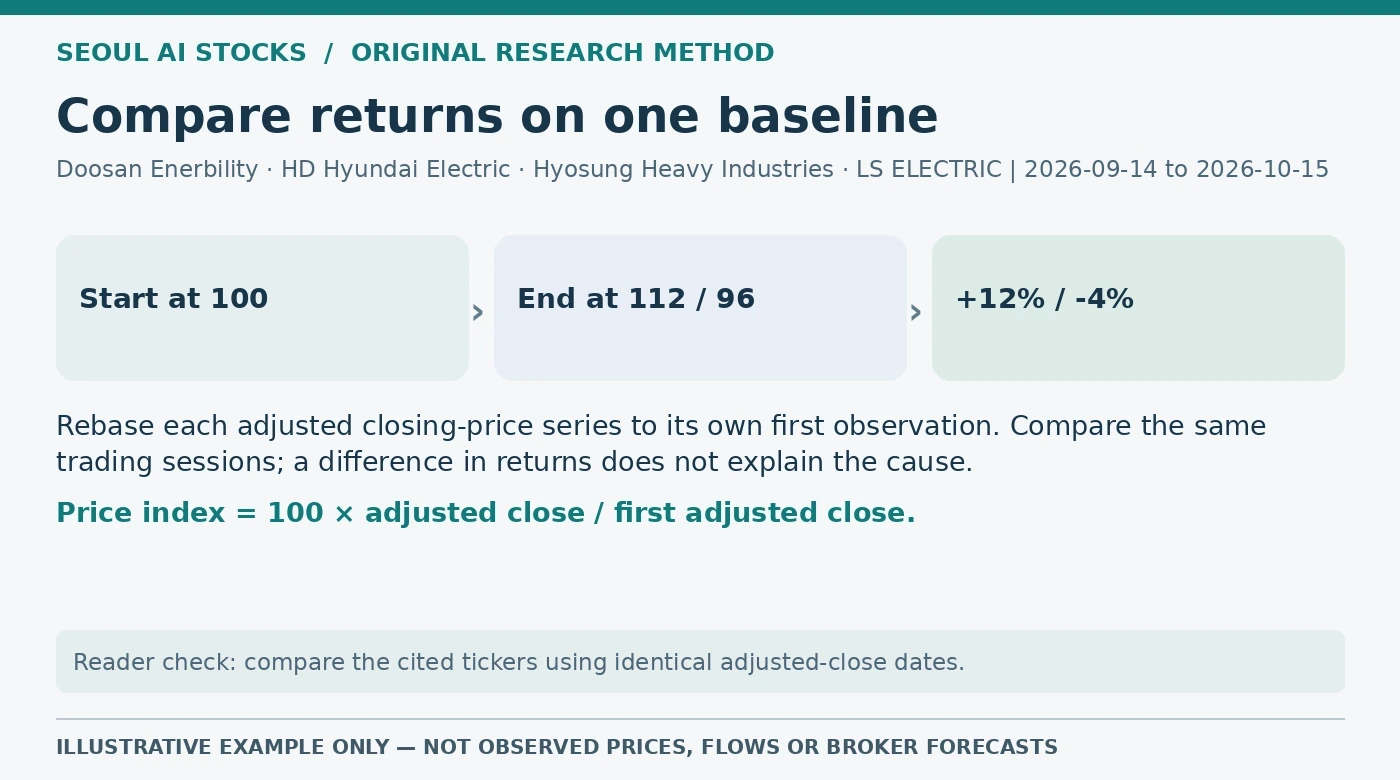 SEOUL AI STOCKS / ORIGINAL RESEARCH METHOD
Compare returns on one baseline
Doosan Enerbility · HD Hyundai Electric · Hyosung Heavy Industries · LS ELECTRIC | 2026-09-14 to 2026-10-15
Start at 100
›
End at 112 / 96
›
+12% / -4%
Rebase each adjusted closing-price series to its own first observation. Compare the same
trading sessions; a difference in returns does not explain the cause.
Price index = 100 × adjusted close / first adjusted close.
Reader check: compare the cited tickers using identical adjusted-close dates.
ILLUSTRATIVE EXAMPLE ONLY — NOT OBSERVED PRICES, FLOWS OR BROKER FORECASTS